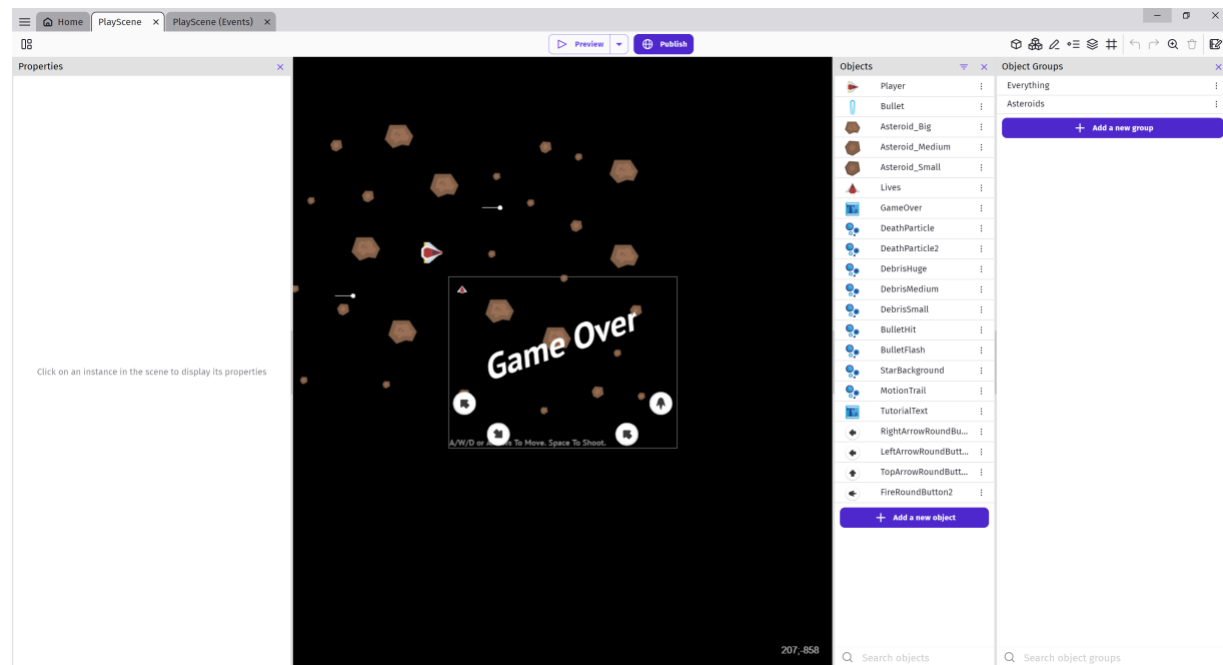 Home
PlayScene
PlayScene (Events)
Preview
Publish
Properties
Click on an instance in the scene to display its properties
Game Over
A/W/D or To Move. Space To Shoot.
207;-858
Objects
Player
Bullet
Asteroid_Big
Asteroid_Medium
Asteroid_Small
Lives
GameOver
DeathParticle
DeathParticle2
DebrisHuge
DebrisMedium
DebrisSmall
BulletHit
BulletFlash
StarBackground
MotionTrail
TutorialText
RightArrowRoundBu...
LeftArrowRoundButt...
TopArrowRoundButt...
FireRoundButton2
Add a new object
Search objects
Object Groups
Everything
Asteroids
Add a new group
Search object groups